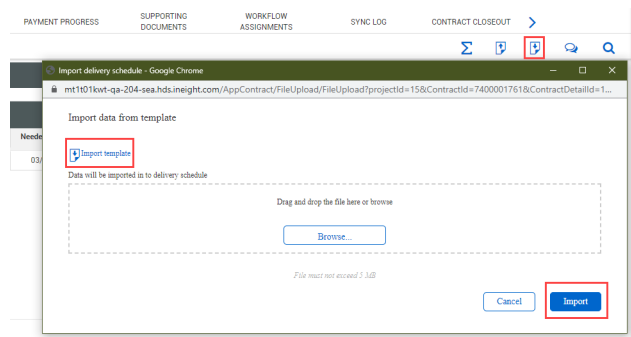 PAYMENT PROGRESS
SUPPORTING DOCUMENTS
WORKFLOW ASSIGNMENTS
SYNC LOG
CONTRACT CLOSEOUT
Import delivery schedule - Google Chrome
mt1t01kwt-qa-204-sea.hds.ineight.com/AppContract/FileUpload/FileUpload?projectId=15&ContractId=7400001761&ContractDetailId=1...
Import data from template
Neede
Import template
03/
Data will be imported in to delivery schedule
Drag and drop the file here or browse
Browse...
File must not exceed 5 MB
Cancel
Import